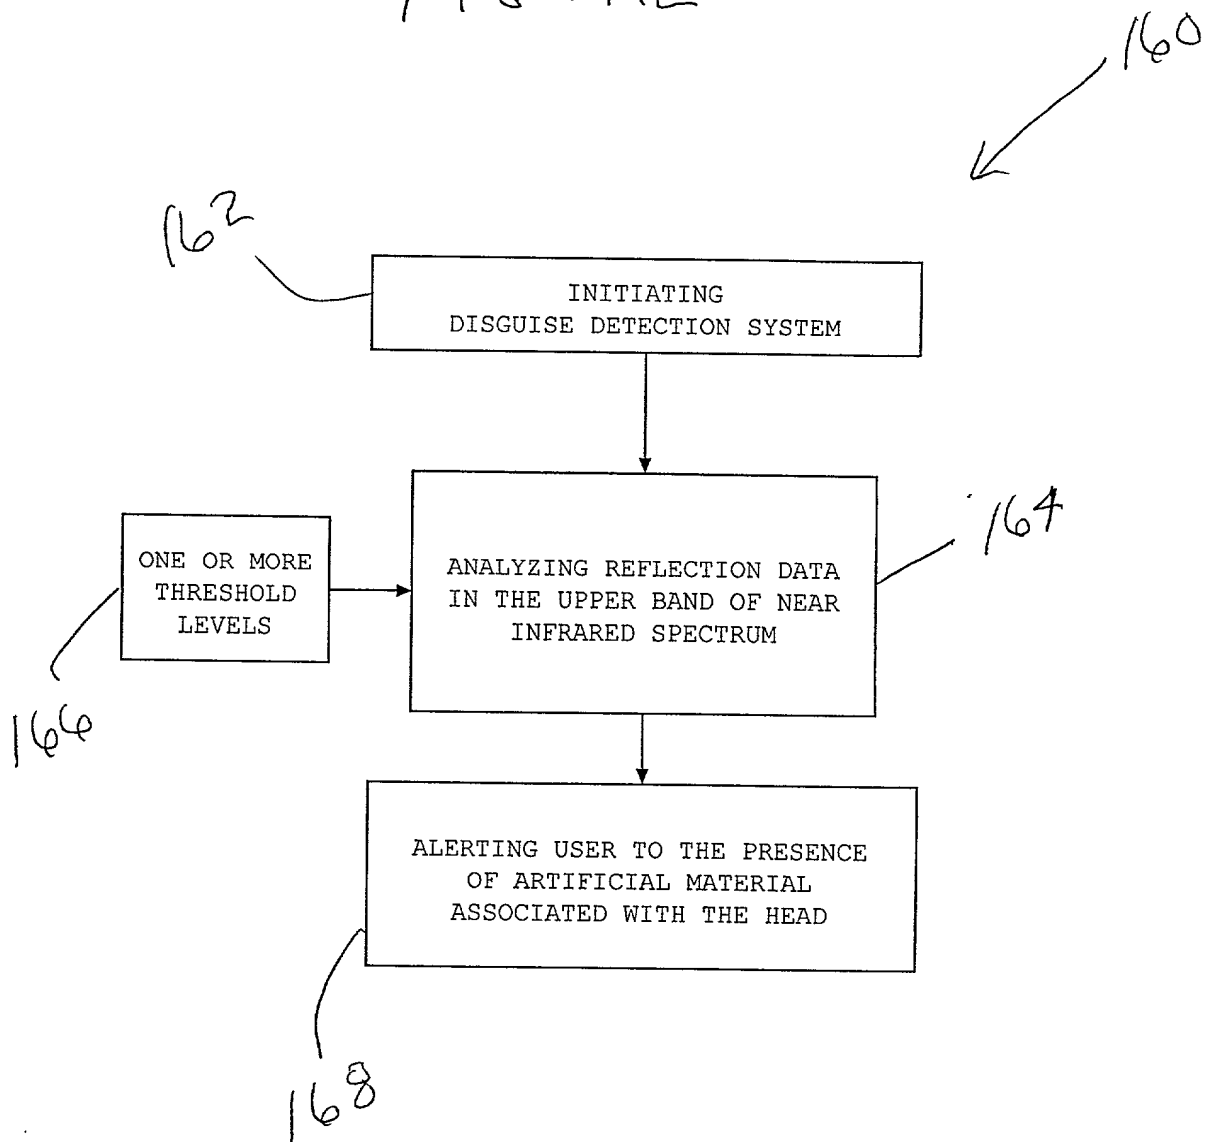 160
162
INITIATING
DISGUISE DETECTION SYSTEM
164
ONE OR MORE
THRESHOLD
LEVELS
ANALYZING REFLECTION DATA
IN THE UPPER BAND OF NEAR
INFRARED SPECTRUM
166
ALERTING USER TO THE PRESENCE
OF ARTIFICIAL MATERIAL
ASSOCIATED WITH THE HEAD
168